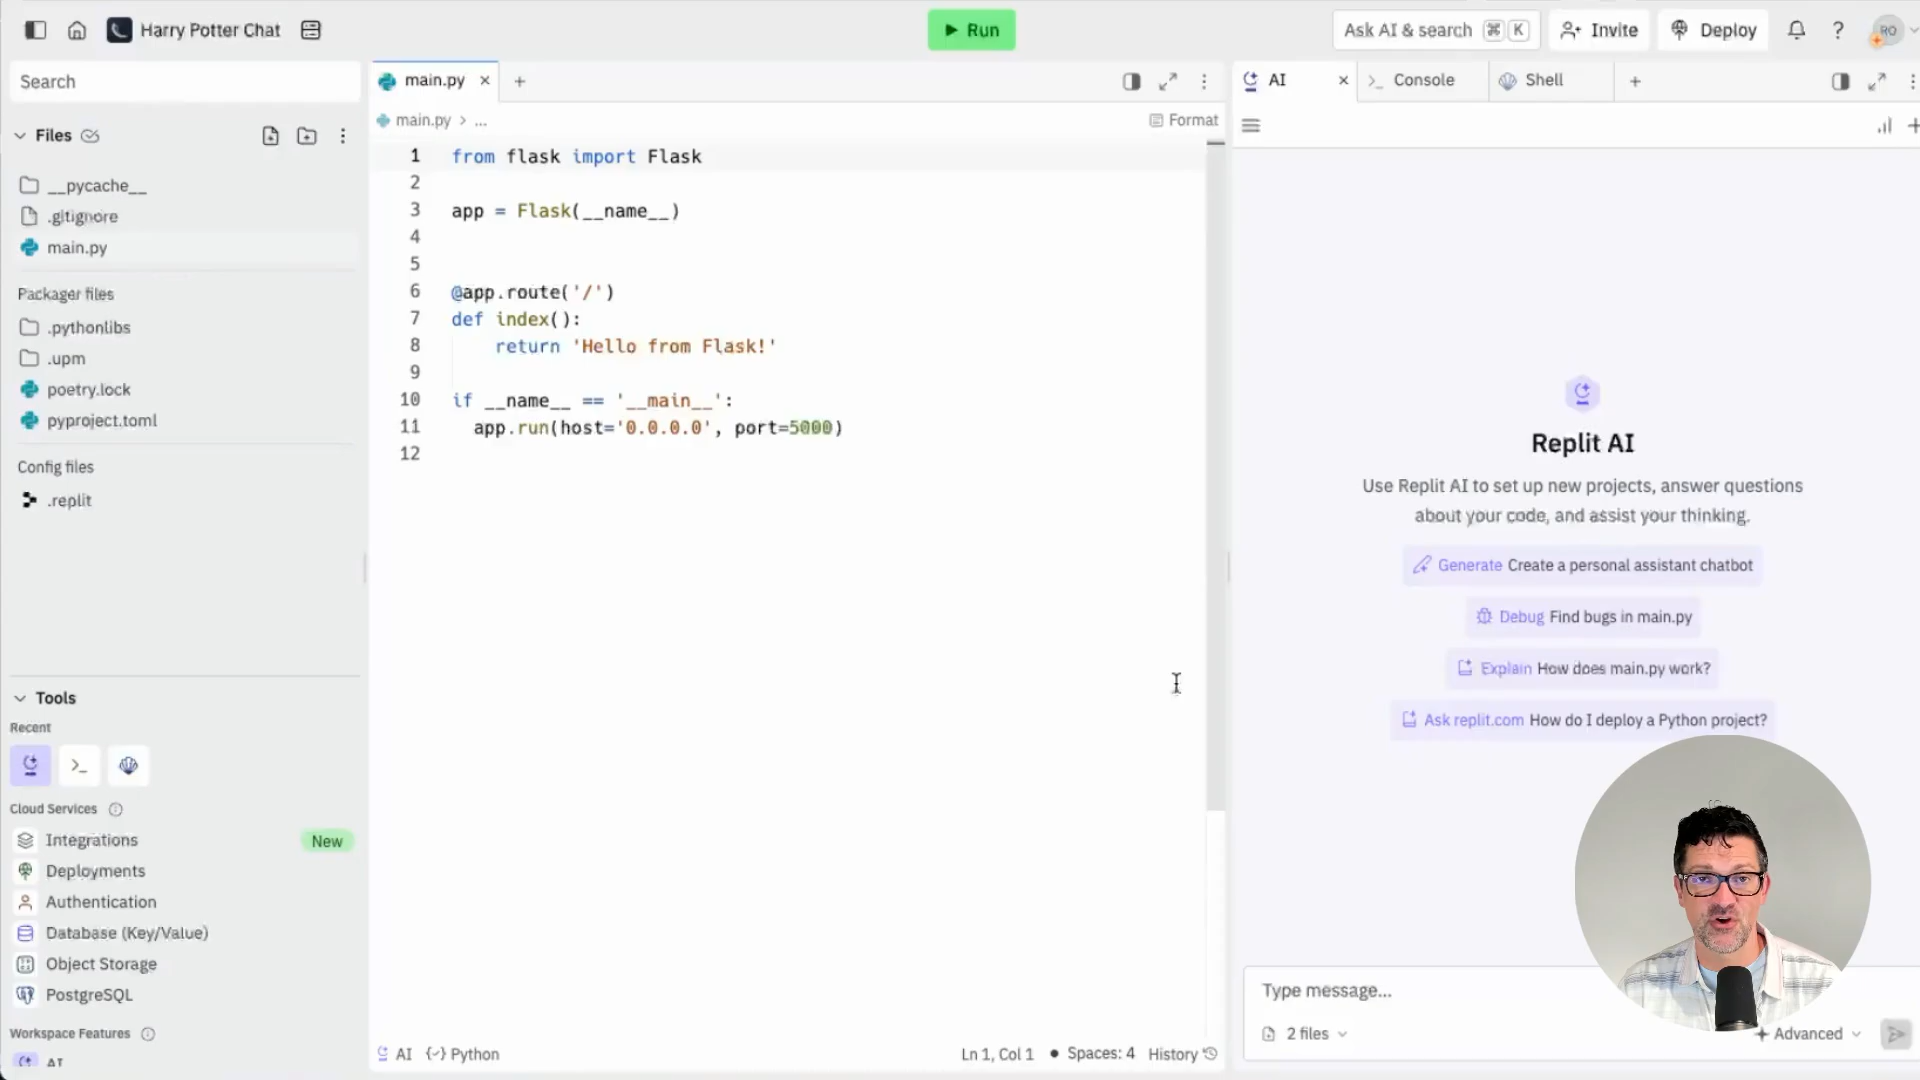 Harry Potter Chat
Run
Ask AI & search ⌘ K
Invite
Deploy
RO
Search
Files
__pycache__
.gitignore
main.py
Packager files
.pythonlibs
.upm
poetry.lock
pyproject.toml
Config files
.replit
Tools
Recent
Cloud Services
Integrations New
Deployments
Authentication
Database (Key/Value)
Object Storage
PostgreSQL
Workspace Features
AI
main.py
main.py > ...
Format
1 from flask import Flask
2
3 app = Flask(__name__)
4
5
6 @app.route('/')
7 def index():
8 return 'Hello from Flask!'
9
10 if __name__ == '__main__':
11 app.run(host='0.0.0.0', port=5000)
12
AI Python
Ln 1, Col 1 • Spaces: 4 History
AI
Console
Shell
Replit AI
Use Replit AI to set up new projects, answer questions
about your code, and assist your thinking.
Generate Create a personal assistant chatbot
Debug Find bugs in main.py
Explain How does main.py work?
Ask replit.com How do I deploy a Python project?
Type message...
2 files
Advanced